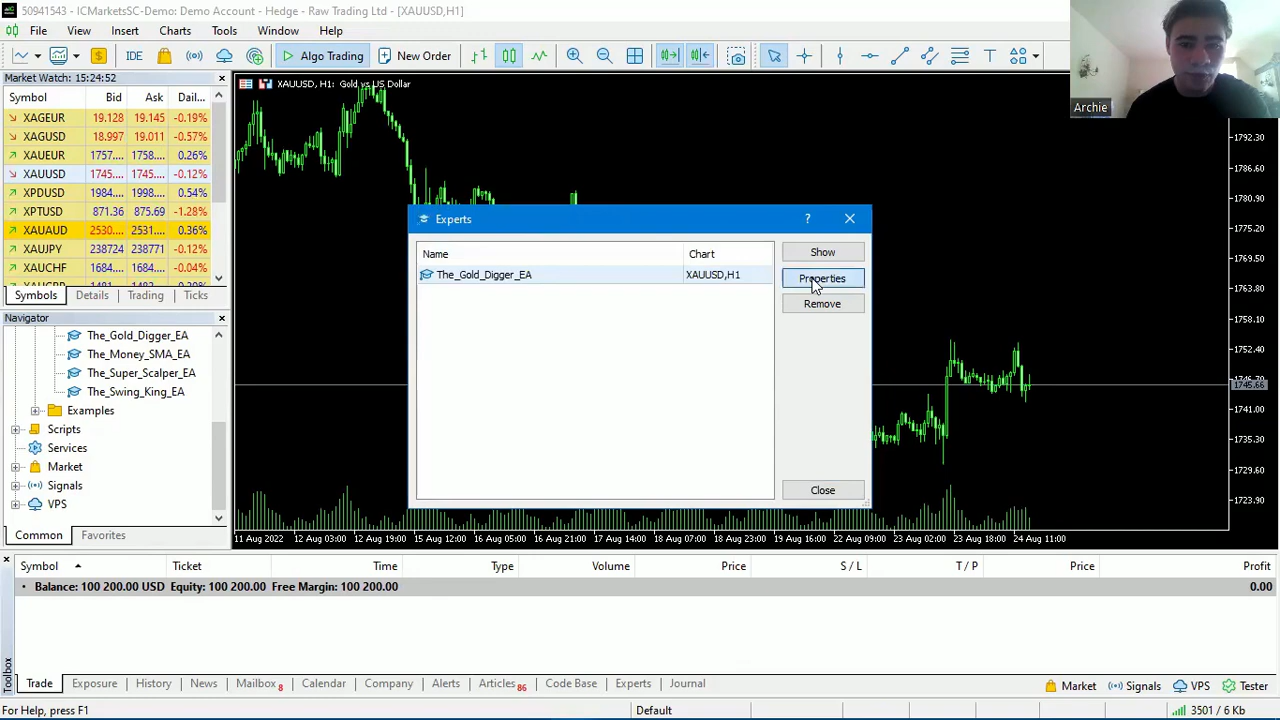 50941543 - ICMarketsSC-Demo: Demo Account - Hedge - Raw Trading Ltd - [XAUUSD,H1]
File View Insert Charts Tools Window Help
IDE Algo Trading New Order
Archie
Market Watch: 15:24:52
Symbol Bid Ask Dail...
XAGEUR 19.128 19.145 -0.19%
XAGUSD 18.997 19.011 -0.57%
XAUEUR 1757.... 1758.... 0.26%
XAUUSD 1745.... 1745.... -0.12%
XPDUSD 1984.... 1998.... 0.54%
XPTUSD 871.36 875.69 -1.28%
XAUAUD 2530.... 2531.... 0.36%
XAUJPY 238724 238771 -0.12%
XAUCHF 1684.... 1684.... -0.04%
Symbols Details Trading Ticks
Navigator
The_Gold_Digger_EA
The_Money_SMA_EA
The_Super_Scalper_EA
The_Swing_King_EA
Examples
Scripts
Services
Market
Signals
VPS
Common Favorites
XAUUSD, H1: Gold vs US Dollar
1792.30
1786.60
1780.90
1775.20
1769.50
1763.80
1758.10
1752.40
1745.66
1741.00
1735.30
1729.60
1723.90
11 Aug 2022 12 Aug 03:00 12 Aug 19:00 15 Aug 12:00 16 Aug 05:00 16 Aug 21:00 17 Aug 14:00 18 Aug 07:00 18 Aug 23:00 19 Aug 16:00 22 Aug 09:00 23 Aug 02:00 23 Aug 18:00 24 Aug 11:00
Experts
?
Name Chart
The_Gold_Digger_EA XAUUSD,H1
Show
Properties
Remove
Close
Toolbox
Symbol Ticket Time Type Volume Price S / L T / P Price Profit
Balance: 100 200.00 USD Equity: 100 200.00 Free Margin: 100 200.00 0.00
Trade Exposure History News Mailbox 8 Calendar Company Alerts Articles 86 Code Base Experts Journal
Market Signals VPS Tester
For Help, press F1 Default 3501 / 6 Kb